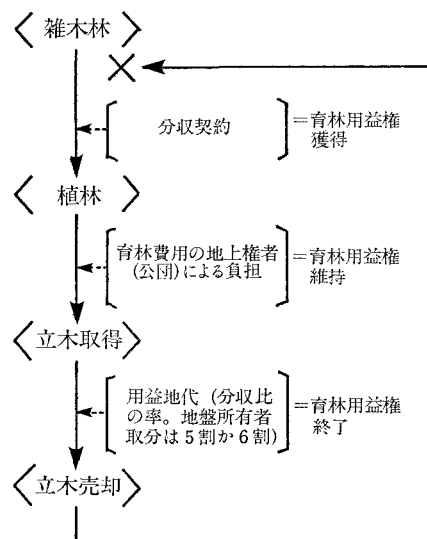 雑木林
分収契約
=育林用益権
獲得
植林
育林費用の地上権者
(公団)による負担
=育林用益権
維持
立木取得
用益地代(分収比
の率。地盤所有者
取分は5割か6割)
=育林用益権
終了
立木売却